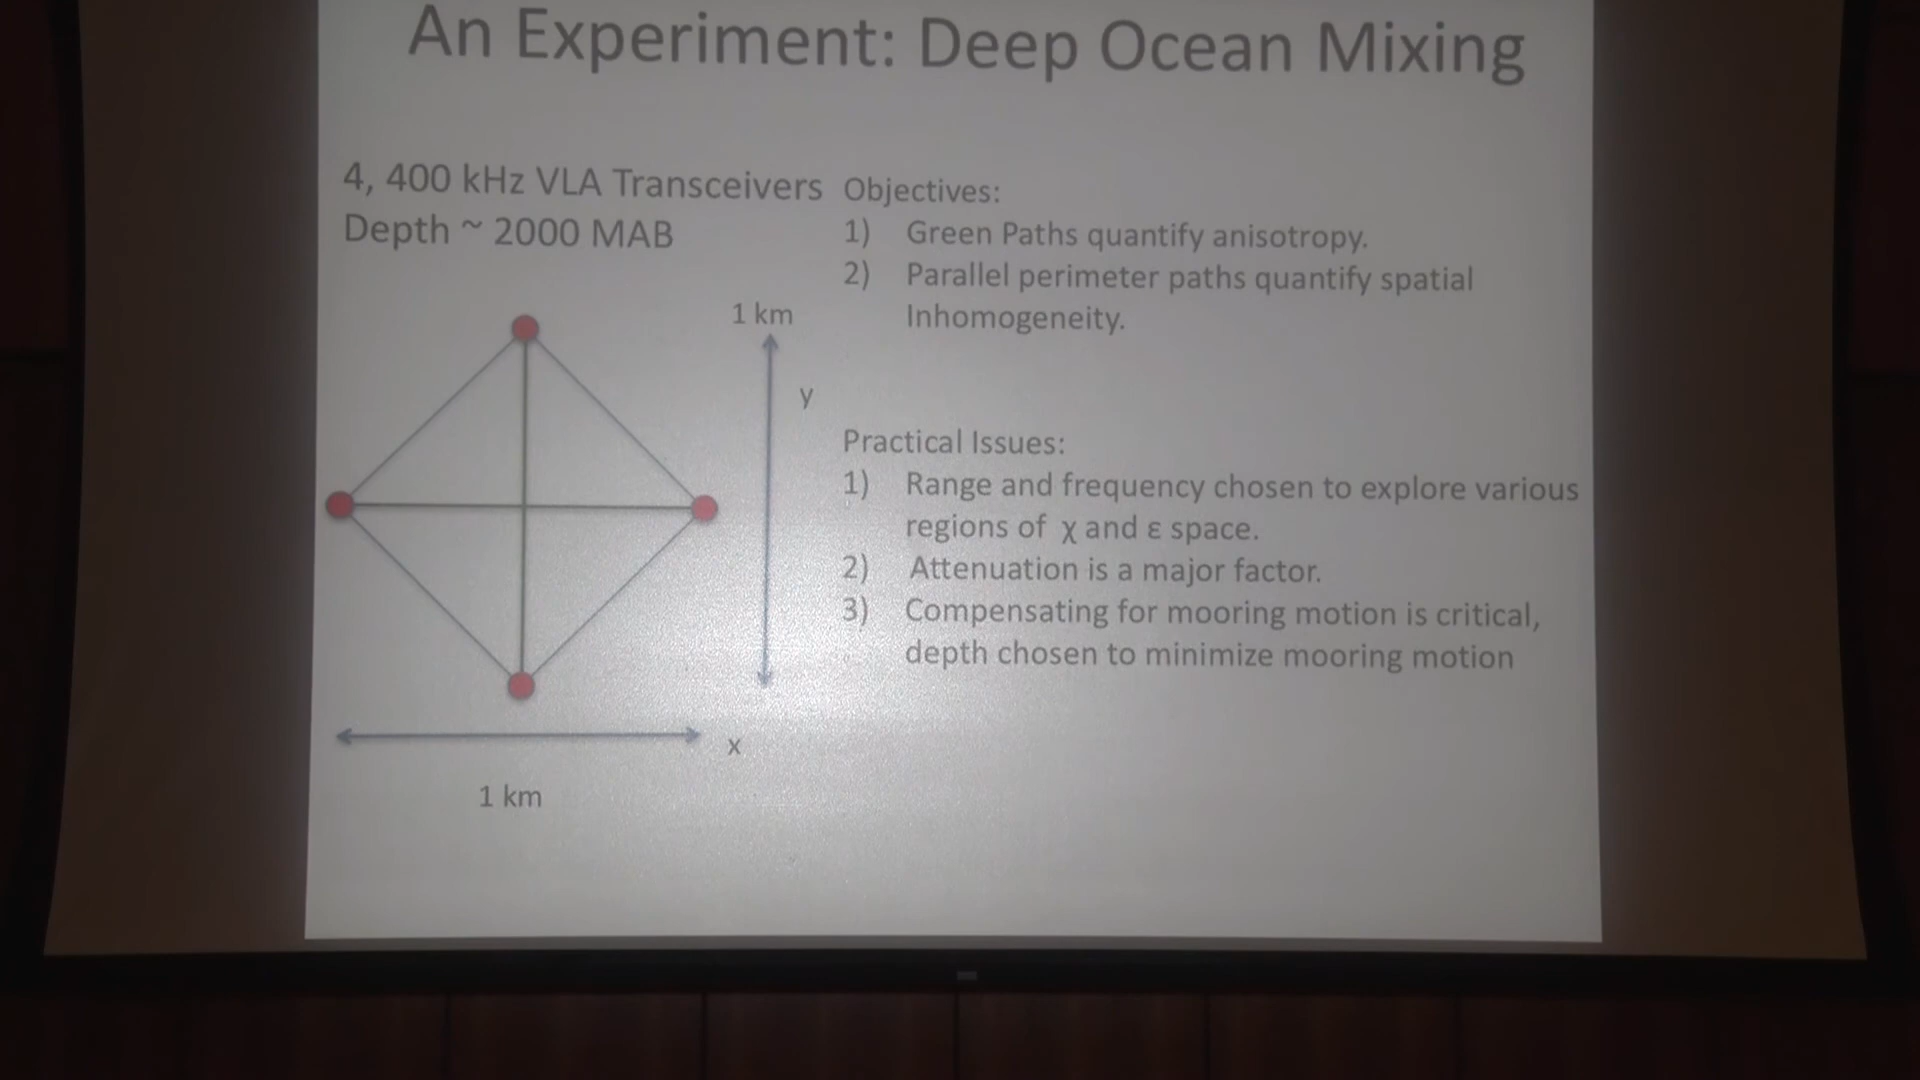 An Experiment: Deep Ocean Mixing
4, 400 kHz VLA Transceivers
Depth ~ 2000 MAB
Objectives:
1) Green Paths quantify anisotropy.
2) Parallel perimeter paths quantify spatial
Inhomogeneity.
1 km
y
Practical Issues:
1) Range and frequency chosen to explore various
regions of χ and ε space.
2) Attenuation is a major factor.
3) Compensating for mooring motion is critical,
depth chosen to minimize mooring motion
x
1 km